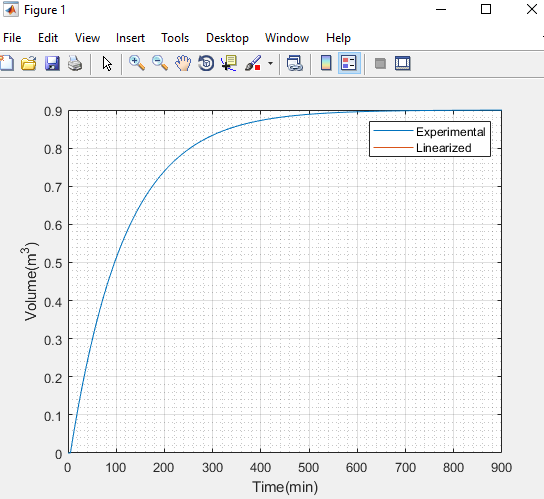 Figure 1
File Edit View Insert Tools Desktop Window Help
Experimental
Linearized
0.9
0.8
0.7
0.6
0.5
0.4
0.3
0.2
0.1
0
Volume(m³)
0 100 200 300 400 500 600 700 800 900
Time(min)